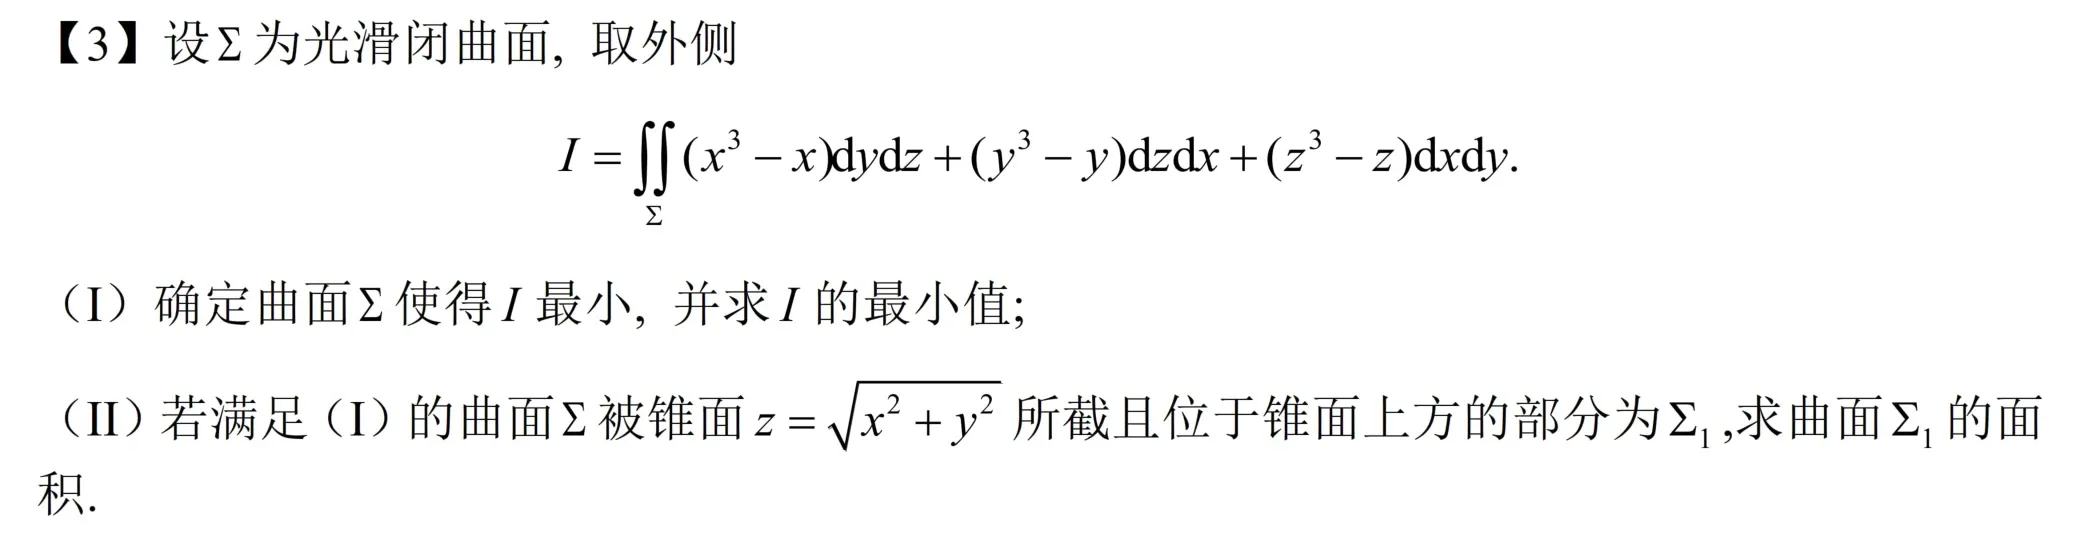 【3】设Σ为光滑闭曲面, 取外侧
I = ∬_Σ (x³ − x)dydz + (y³ − y)dzdx + (z³ − z)dxdy.
（I）确定曲面Σ使得I最小, 并求I的最小值;
（II）若满足（I）的曲面Σ被锥面z = √(x² + y²) 所截且位于锥面上方的部分为Σ₁,求曲面Σ₁的面
积.